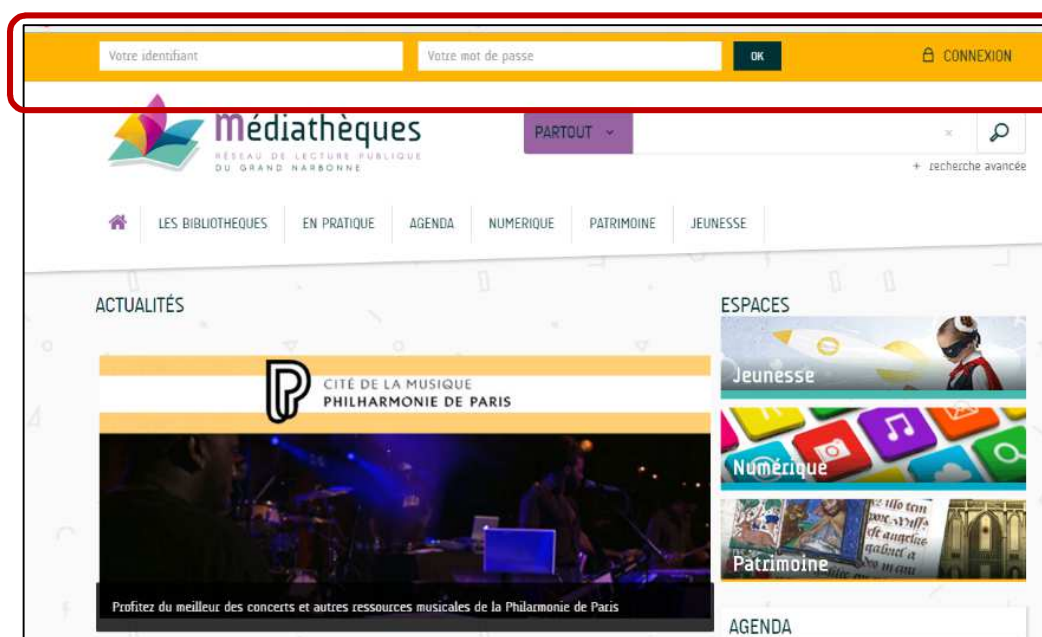 Votre identifiant
Votre mot de passe
OK
CONNEXION
Médiathèques
RÉSEAU DE LECTURE PUBLIQUE
DU GRAND NARBONNE
PARTOUT
+ recherche avancée
LES BIBLIOTHEQUES
EN PRATIQUE
AGENDA
NUMERIQUE
PATRIMOINE
JEUNESSE
ACTUALITÉS
ESPACES
CITÉ DE LA MUSIQUE
PHILHARMONIE DE PARIS
Profitez du meilleur des concerts et autres ressources musicales de la Philarmonie de Paris
Jeunesse
Numérique
Patrimoine
AGENDA